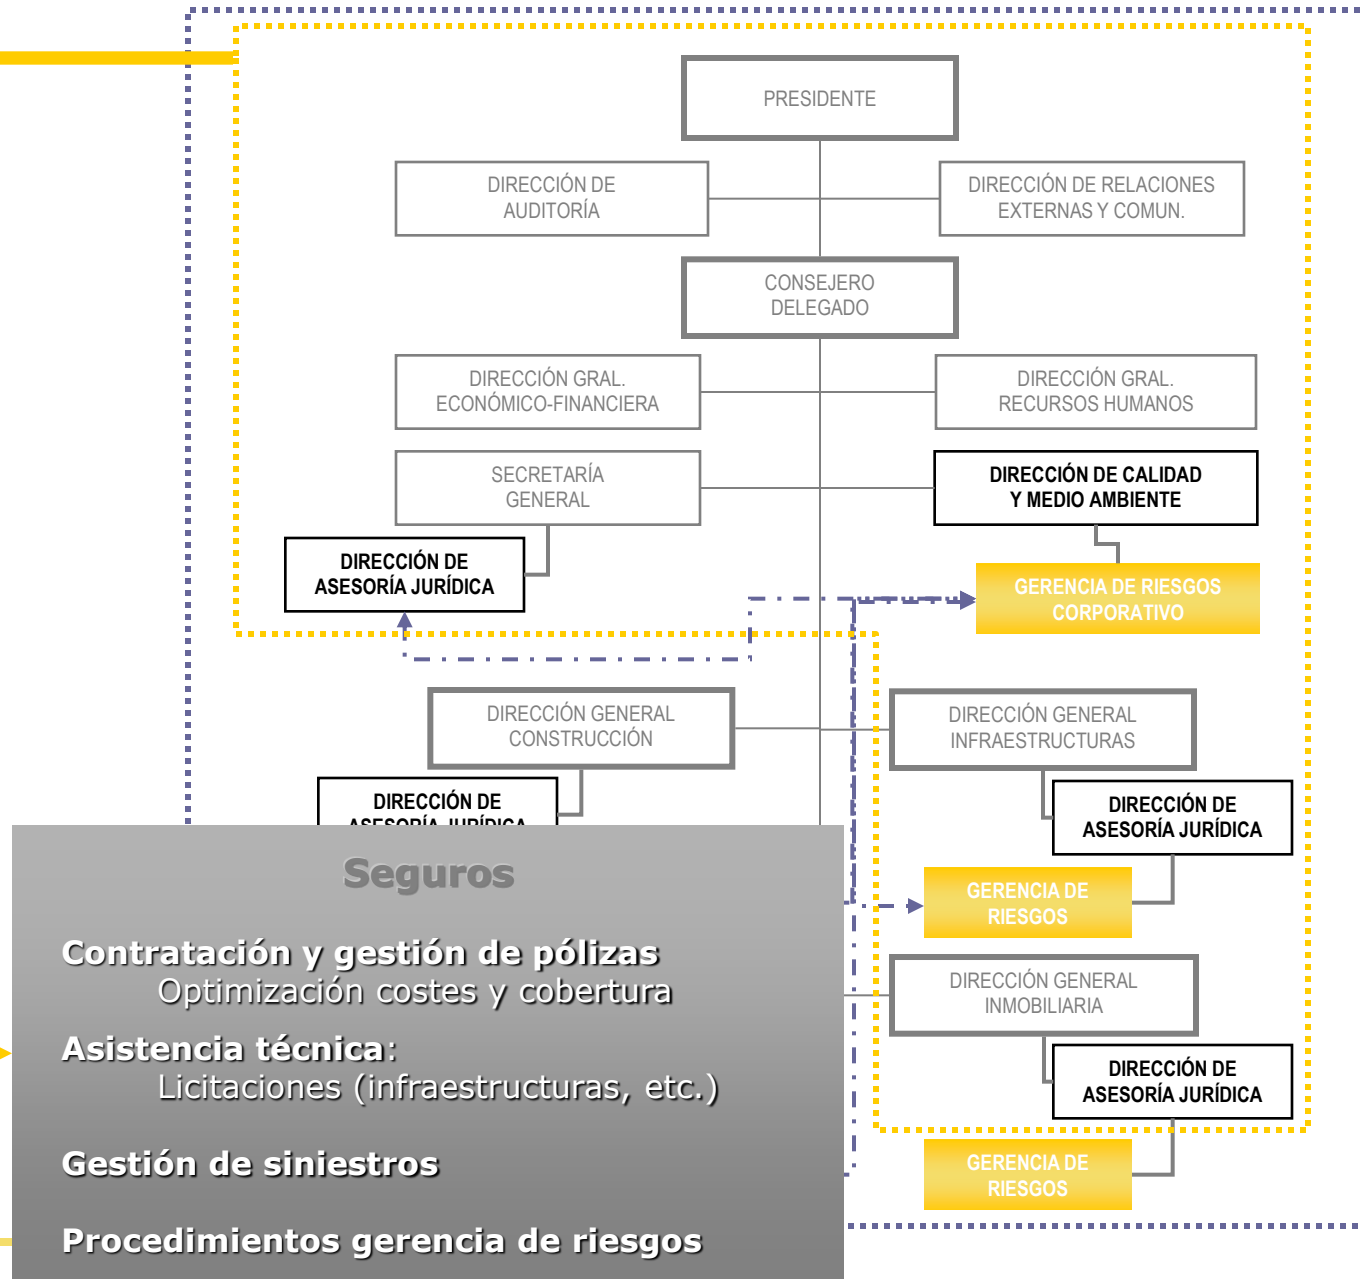 PRESIDENTE
DIRECCIÓN DE
AUDITORÍA
DIRECCIÓN DE RELACIONES
EXTERNAS Y COMUN.
CONSEJERO
DELEGADO
DIRECCIÓN GRAL.
ECONÓMICO-FINANCIERA
DIRECCIÓN GRAL.
RECURSOS HUMANOS
SECRETARÍA
GENERAL
DIRECCIÓN DE CALIDAD
Y MEDIO AMBIENTE
DIRECCIÓN DE
ASESORÍA JURÍDICA
GERENCIA DE RIESGOS
CORPORATIVO
DIRECCIÓN GENERAL
CONSTRUCCIÓN
DIRECCIÓN GENERAL
INFRAESTRUCTURAS
DIRECCIÓN DE
ASESORÍA JURÍDICA
DIRECCIÓN DE
ASESORÍA JURÍDICA
GERENCIA DE
RIESGOS
DIRECCIÓN GENERAL
INMOBILIARIA
DIRECCIÓN DE
ASESORÍA JURÍDICA
GERENCIA DE
RIESGOS
Seguros
Contratación y gestión de pólizas
Optimización costes y cobertura
Asistencia técnica:
Licitaciones (infraestructuras, etc.)
Gestión de siniestros
Procedimientos gerencia de riesgos